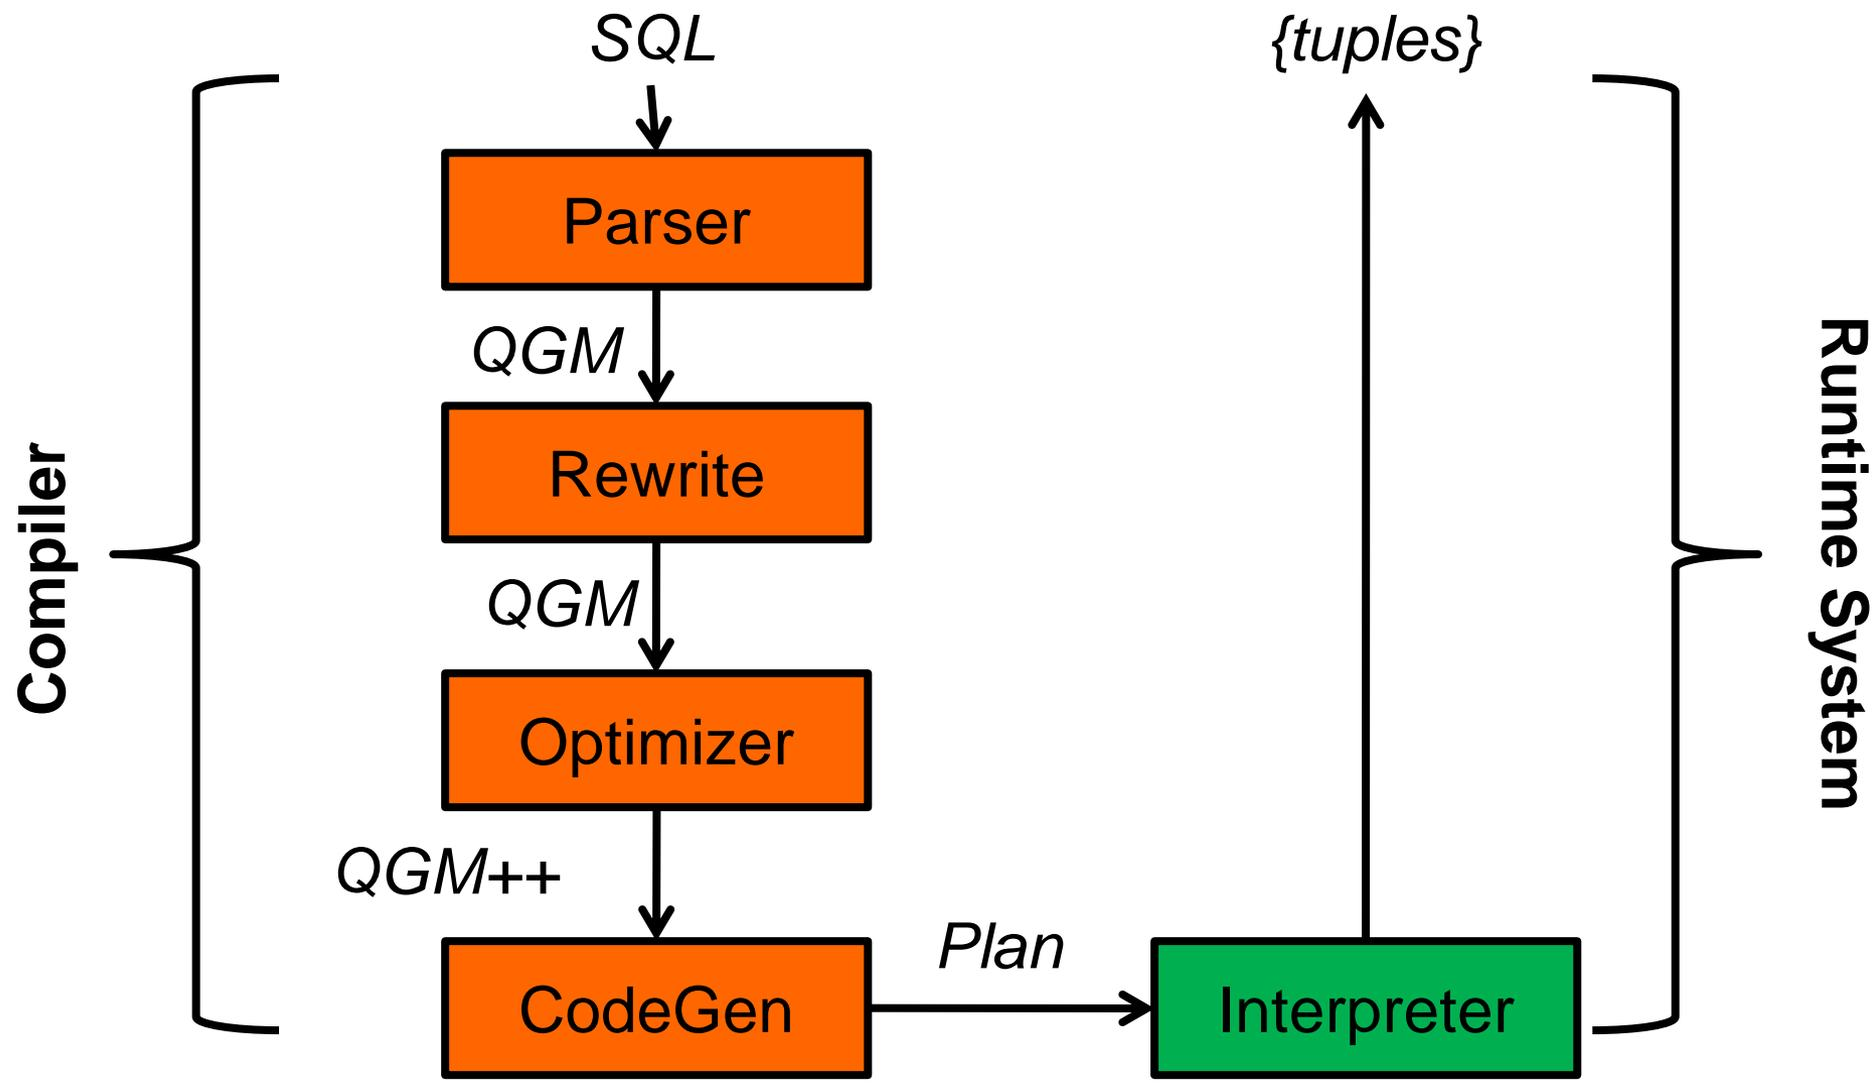 SQL
{tuples}
Parser
QGM
Rewrite
QGM
Optimizer
QGM++
CodeGen
Plan
Interpreter
Compiler
Runtime System